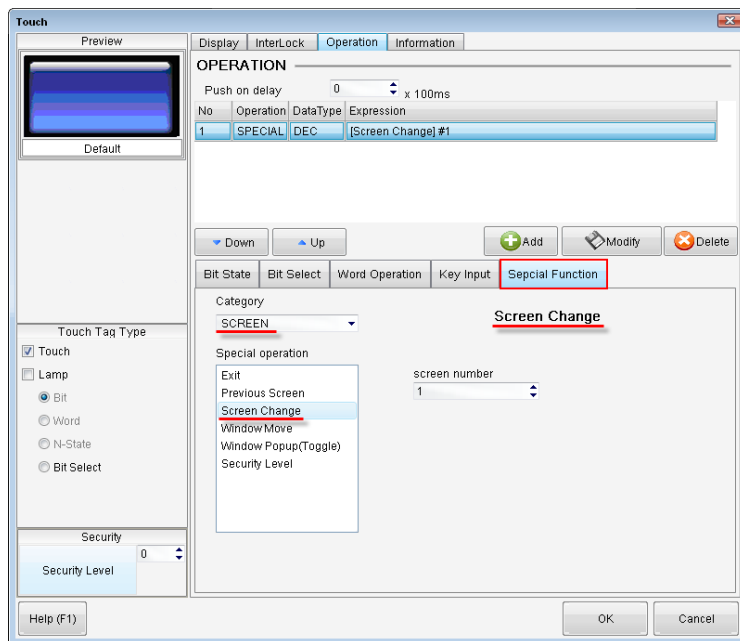 Touch
Preview
Default
Touch Tag Type
Touch
Lamp
Bit
Word
N-State
Bit Select
Security
Security Level
0
Display InterLock Operation Information
OPERATION
Push on delay 0 x 100ms
No Operation DataType Expression
1 SPECIAL DEC [Screen Change] #1
Down Up Add Modify Delete
Bit State Bit Select Word Operation Key Input Sepcial Function
Category
SCREEN
Screen Change
Special operation
Exit
Previous Screen
Screen Change
Window Move
Window Popup(Toggle)
Security Level
screen number
1
Help (F1) OK Cancel